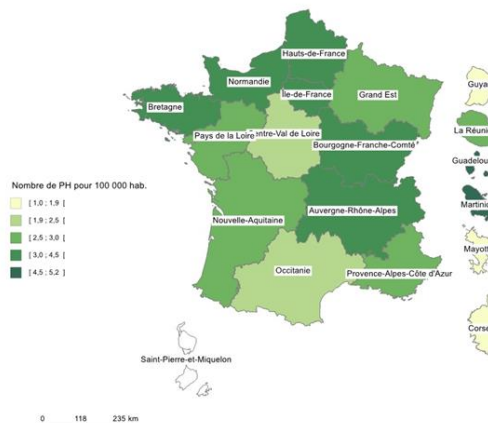 Hauts-de-France
Normandie
Île-de-France
Grand Est
Bretagne
Pays de la Loire
entre-Val de Loire
Bourgogne-Franche-Comté
Nouvelle-Aquitaine
Auvergne-Rhône-Alpes
Occitanie
Provence-Alpes-Côte d'Azur
Saint-Pierre-et-Miquelon
Guya
La Réunio
Guadelou
Martiniq
Mayott
Corse
Nombre de PH pour 100 000 hab.
[ 1,0 ; 1,9 [
[ 1,9 ; 2,5 [
[ 2,5 ; 3,0 [
[ 3,0 ; 4,5 [
[ 4,5 ; 5,2 [
0 118 235 km